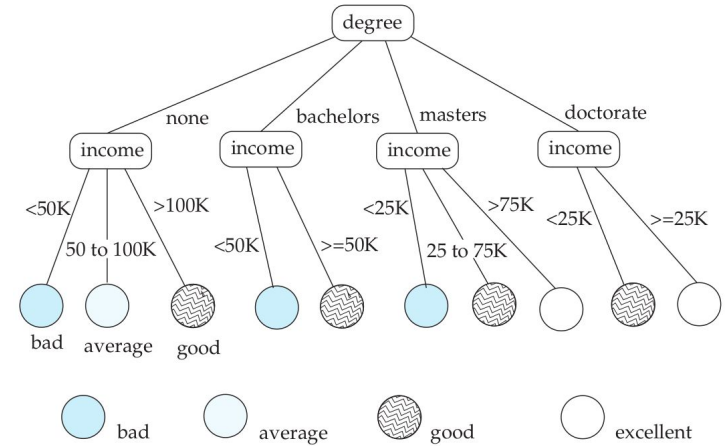 degree
none
bachelors
masters
doctorate
income
income
income
income
<50K
50 to 100K
>100K
<50K
>=50K
<25K
25 to 75K
>75K
<25K
>=25K
bad
average
good
bad
average
good
excellent